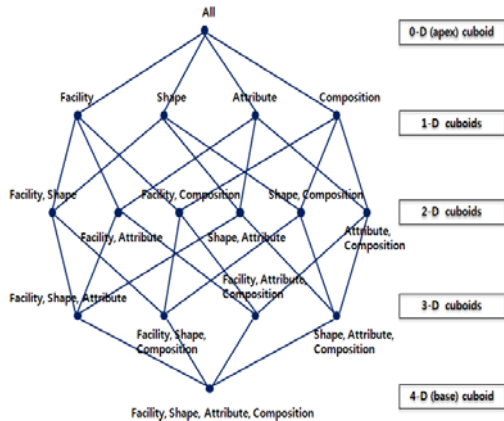 All
0-D (apex) cuboid
Facility
Shape
Attribute
Composition
1-D cuboids
Facility, Shape
Facility, Composition
Shape, Composition
2-D cuboids
Facility, Attribute
Shape, Attribute
Attribute,
Composition
Facility, Shape, Attribute
Facility, Attribute,
Composition
3-D cuboids
Facility, Shape,
Composition
Shape, Attribute,
Composition
4-D (base) cuboid
Facility, Shape, Attribute, Composition